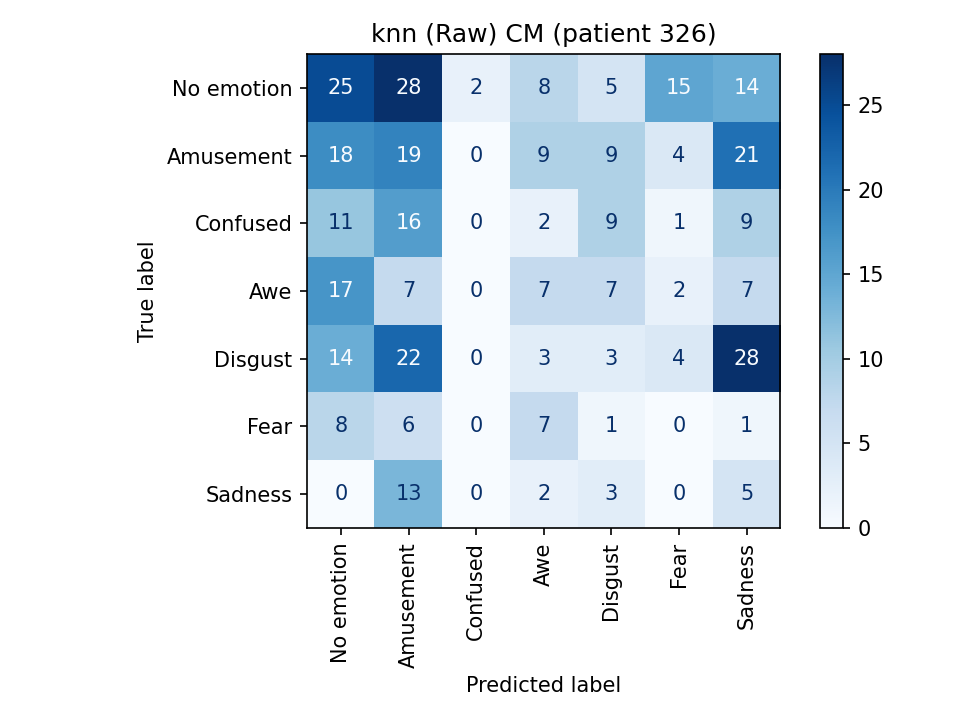 knn (Raw) CM (patient 326)
No emotion 25 28 2 8 5 15 14
Amusement 18 19 0 9 9 4 21
Confused 11 16 0 2 9 1 9
Awe 17 7 0 7 7 2 7
Disgust 14 22 0 3 3 4 28
Fear 8 6 0 7 1 0 1
Sadness 0 13 0 2 3 0 5
True label
No emotion
Amusement
Confused
Awe
Disgust
Fear
Sadness
Predicted label
25
20
15
10
5
0